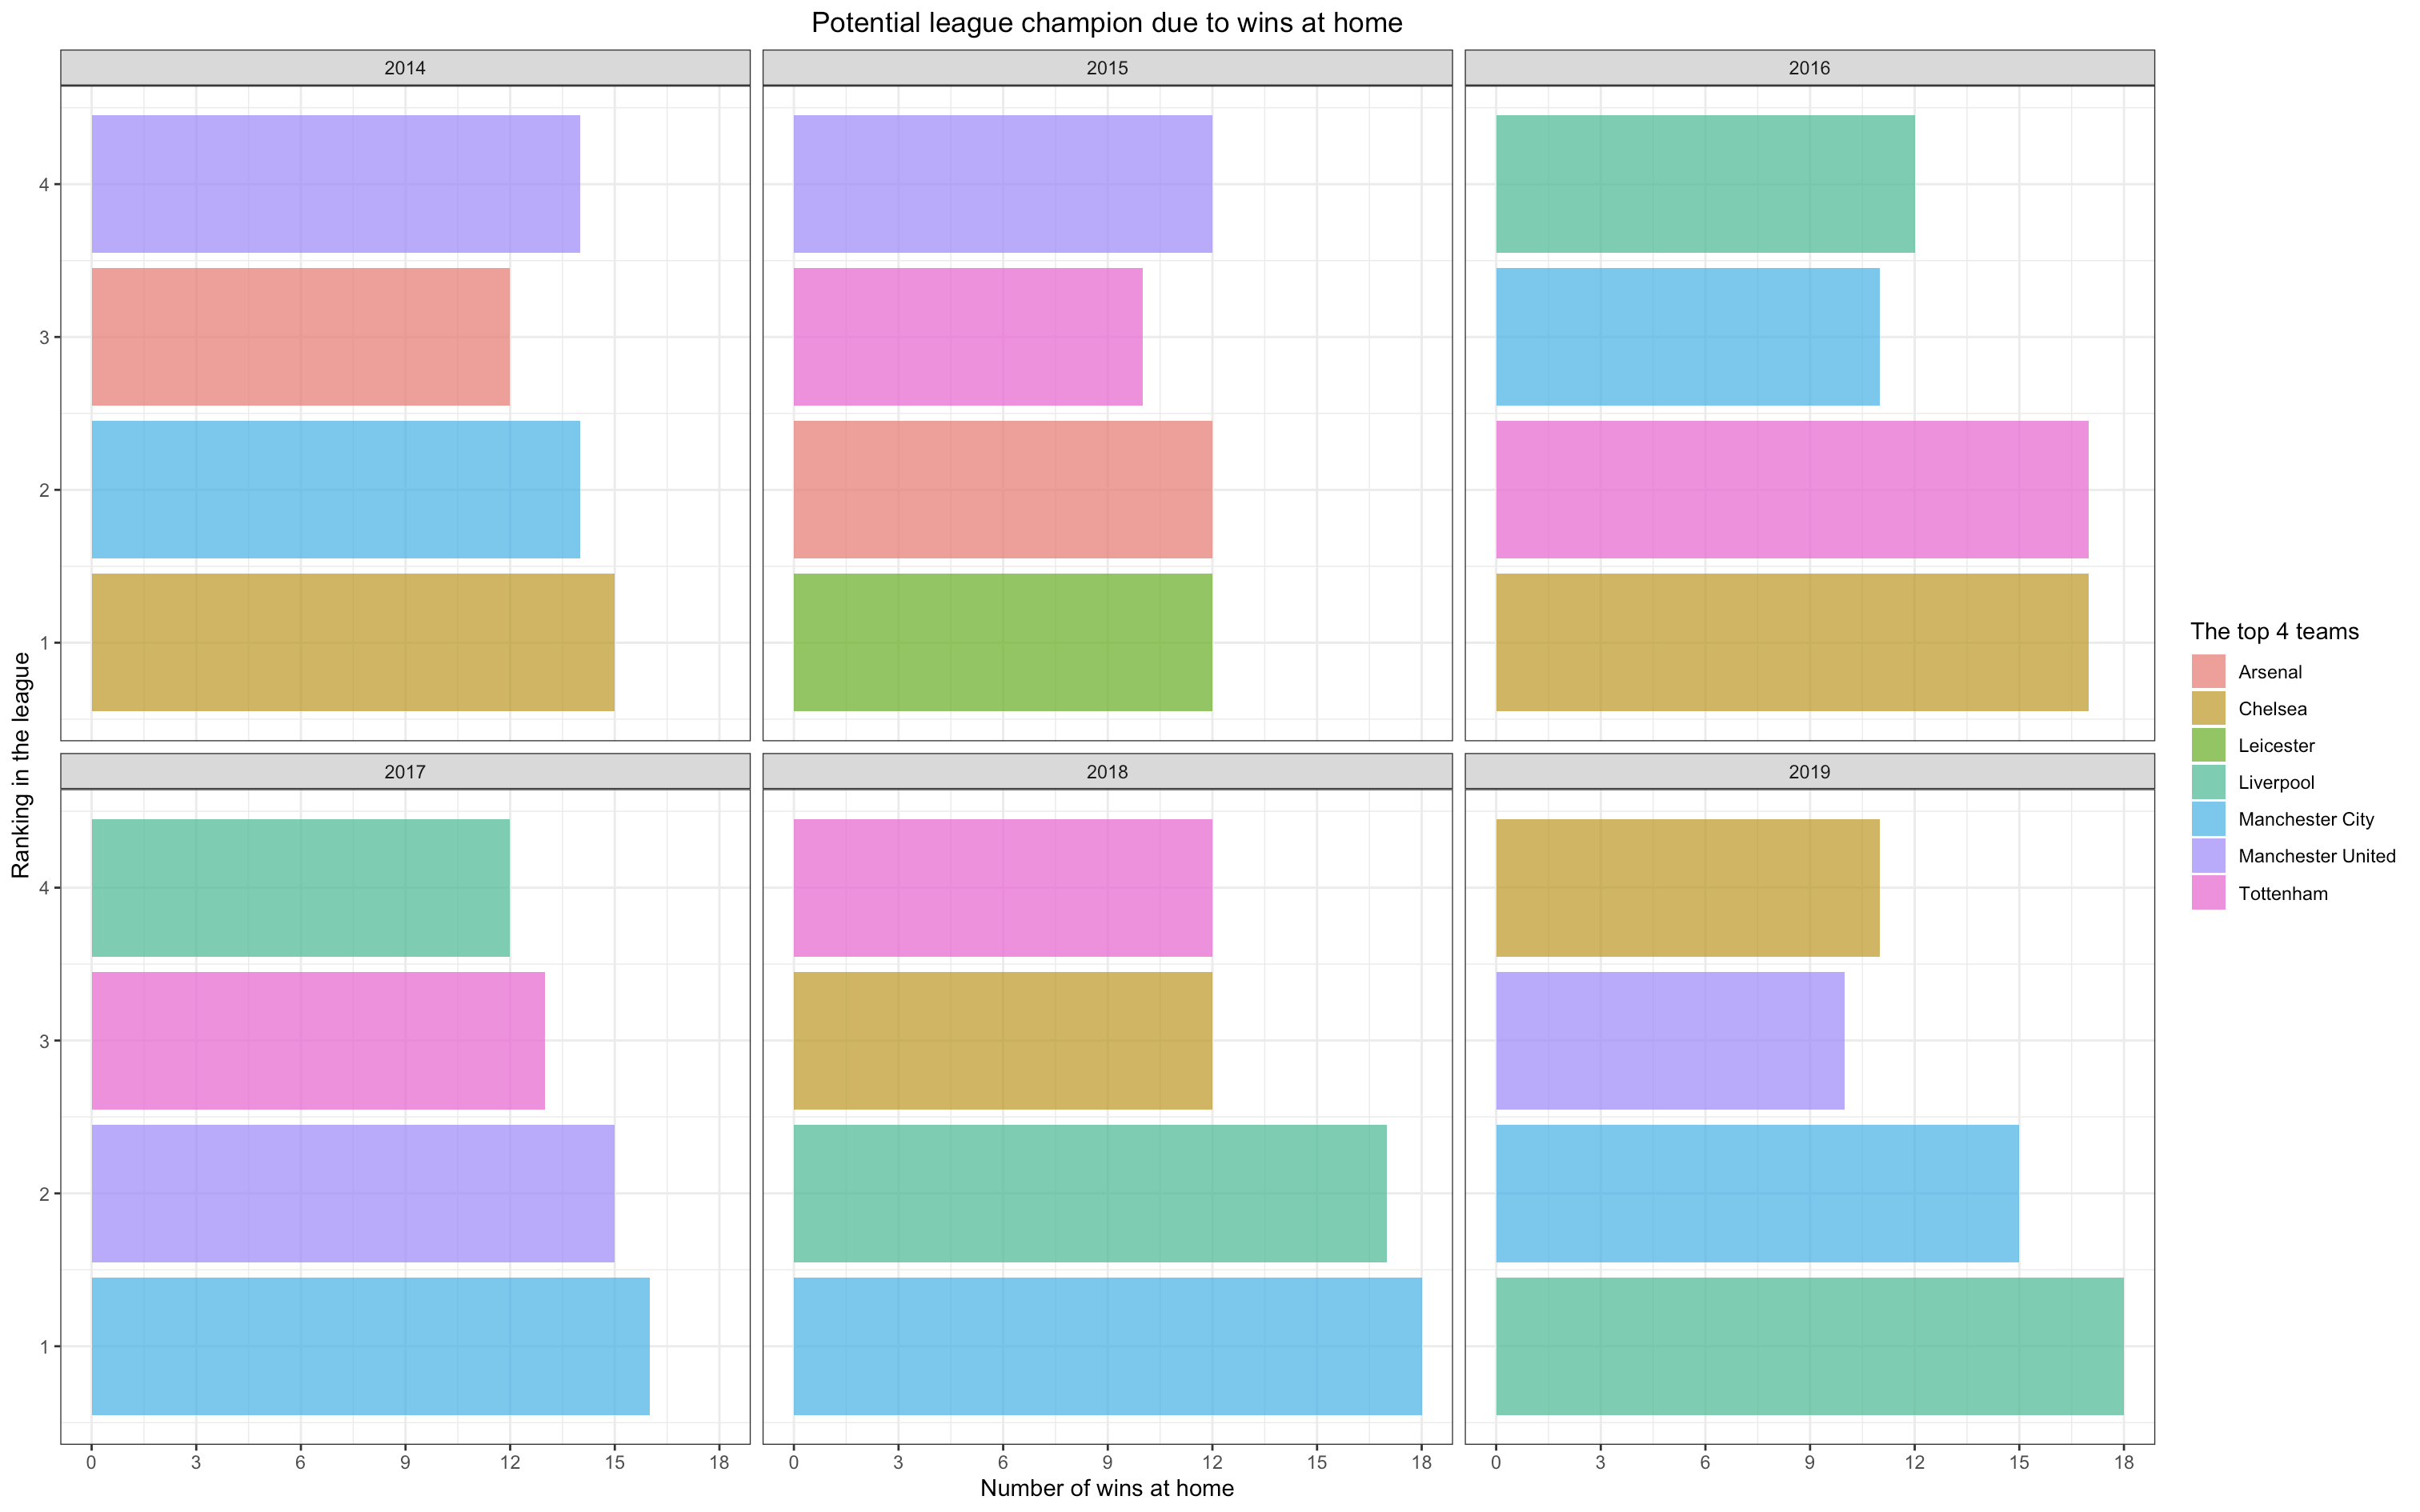 Potential league champion due to wins at home
2014
2015
2016
4
3
2
1
2017
2018
2019
4
3
2
1
0 3 6 9 12 15 18
0 3 6 9 12 15 18
0 3 6 9 12 15 18
Number of wins at home
Ranking in the league
The top 4 teams
Arsenal
Chelsea
Leicester
Liverpool
Manchester City
Manchester United
Tottenham